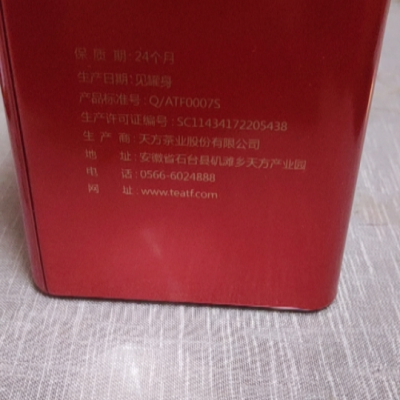 保 质 期：24个月
生产日期：见罐身
产品标准号：Q/ATF0007S
生产许可证编号：SC11434172205438
生 产 商：天方茶业股份有限公司
地 址：安徽省石台县矶滩乡天方产业园
电 话：0566-6024888
网 址：www.teatf.com